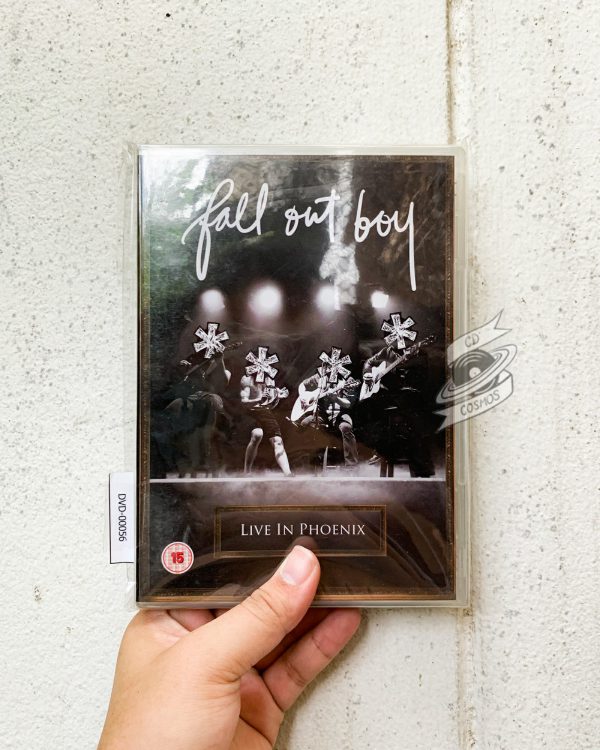 fall out boy
CD
COSMOS
LIVE IN PHOENIX
DVD-00056
15